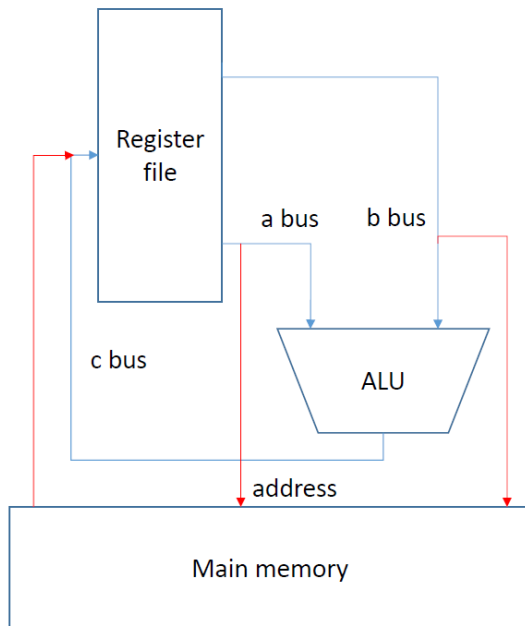 Register
file
a bus
b bus
c bus
ALU
address
Main memory